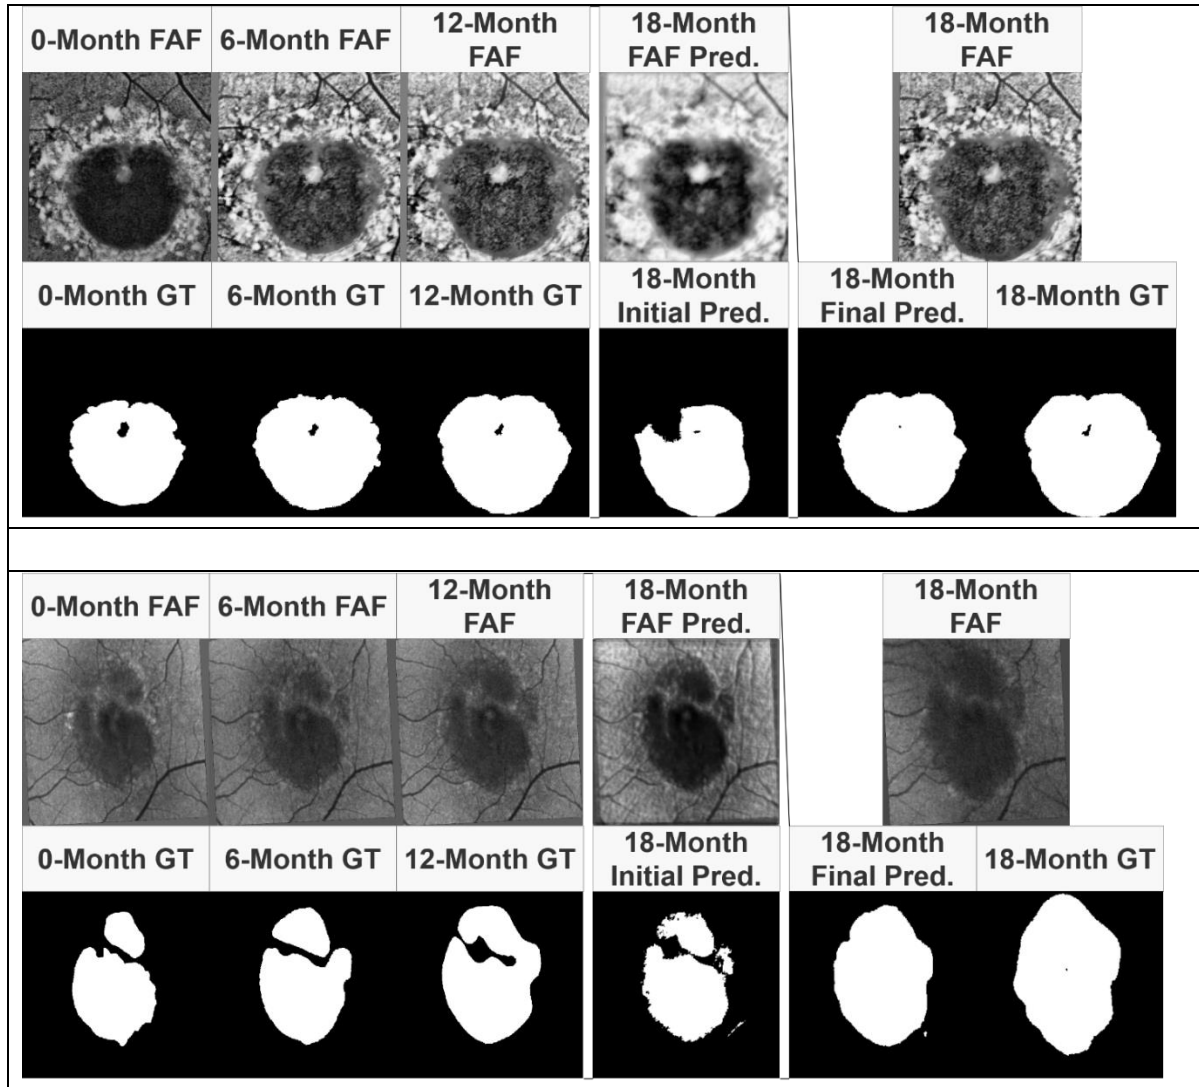 0-Month FAF
6-Month FAF
12-Month
FAF
18-Month
FAF Pred.
18-Month
FAF
0-Month GT
6-Month GT
12-Month GT
18-Month
Initial Pred.
18-Month
Final Pred.
18-Month GT
0-Month FAF
6-Month FAF
12-Month
FAF
18-Month
FAF Pred.
18-Month
FAF
0-Month GT
6-Month GT
12-Month GT
18-Month
Initial Pred.
18-Month
Final Pred.
18-Month GT